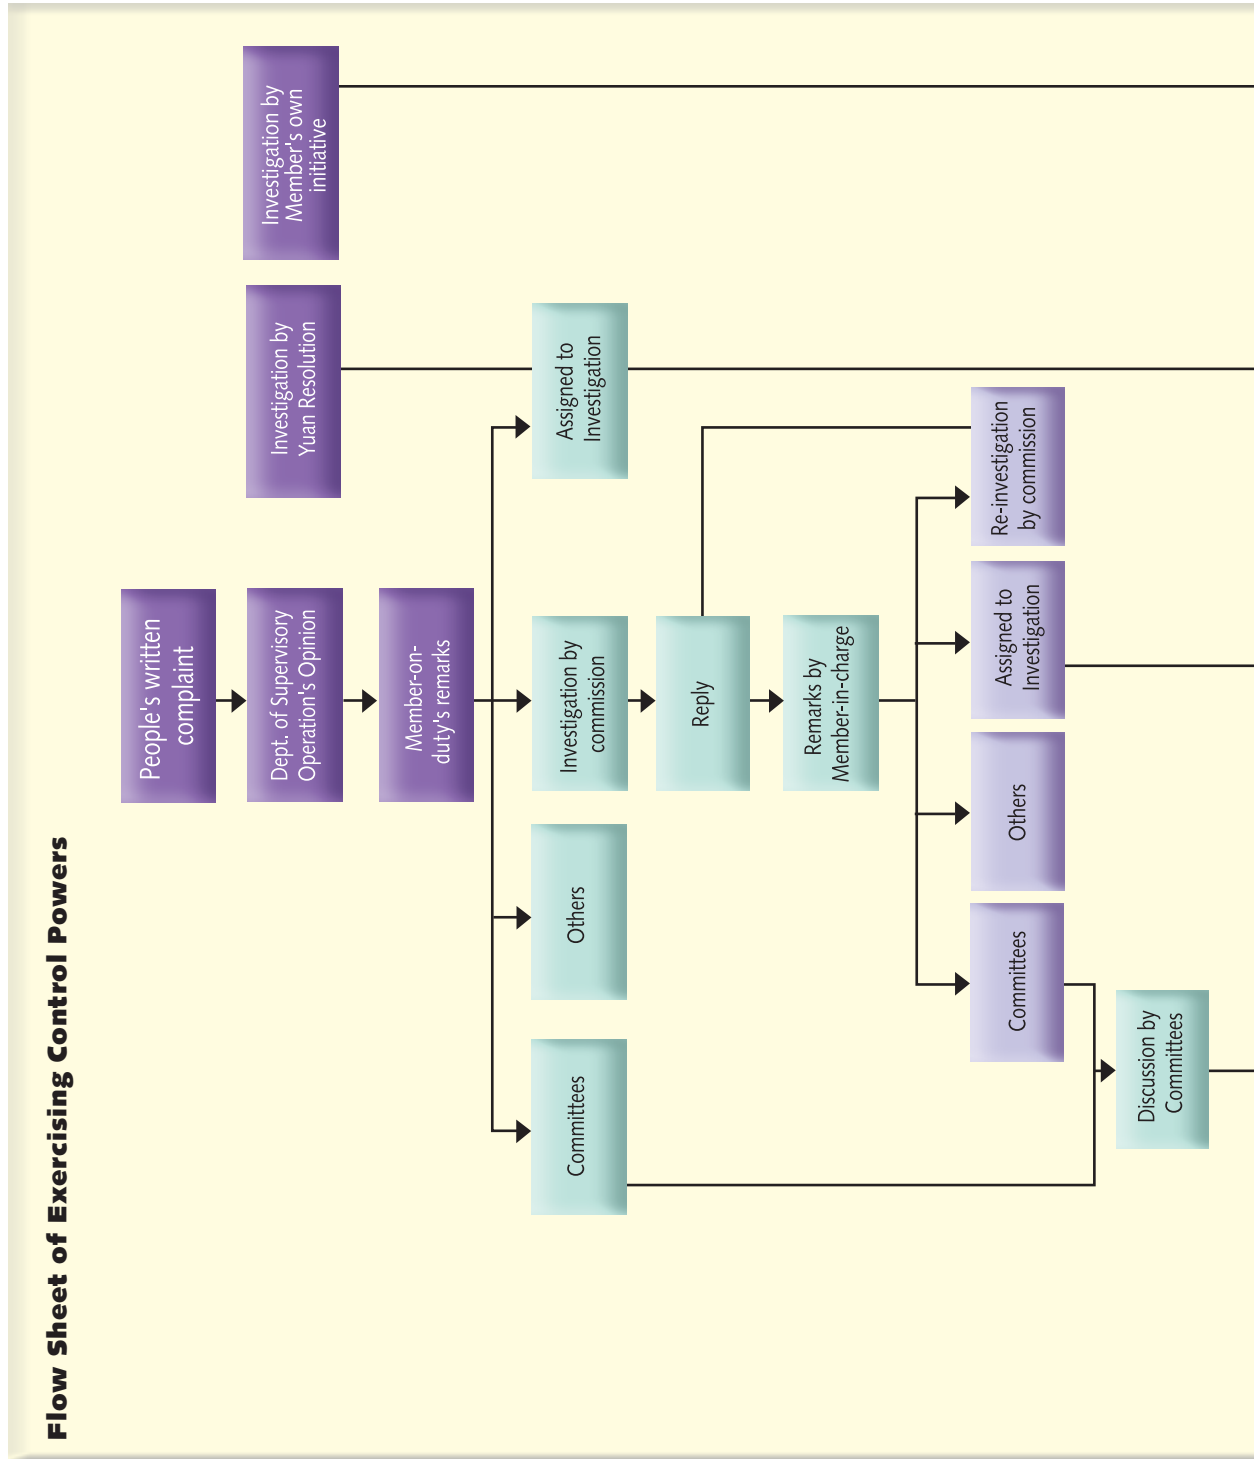 Flow Sheet of Exercising Control Powers
People's written
complaint
Dept. of Supervisory
Operation's Opinion
Investigation by
Yuan Resolution
Investigation by
Member's own
initiative
Member-on-
duty's remarks
Committees
Others
Investigation by
commission
Assigned to
Investigation
Reply
Remarks by
Member-in-charge
Committees
Others
Assigned to
Investigation
Re-investigation
by commission
Discussion by
Committees